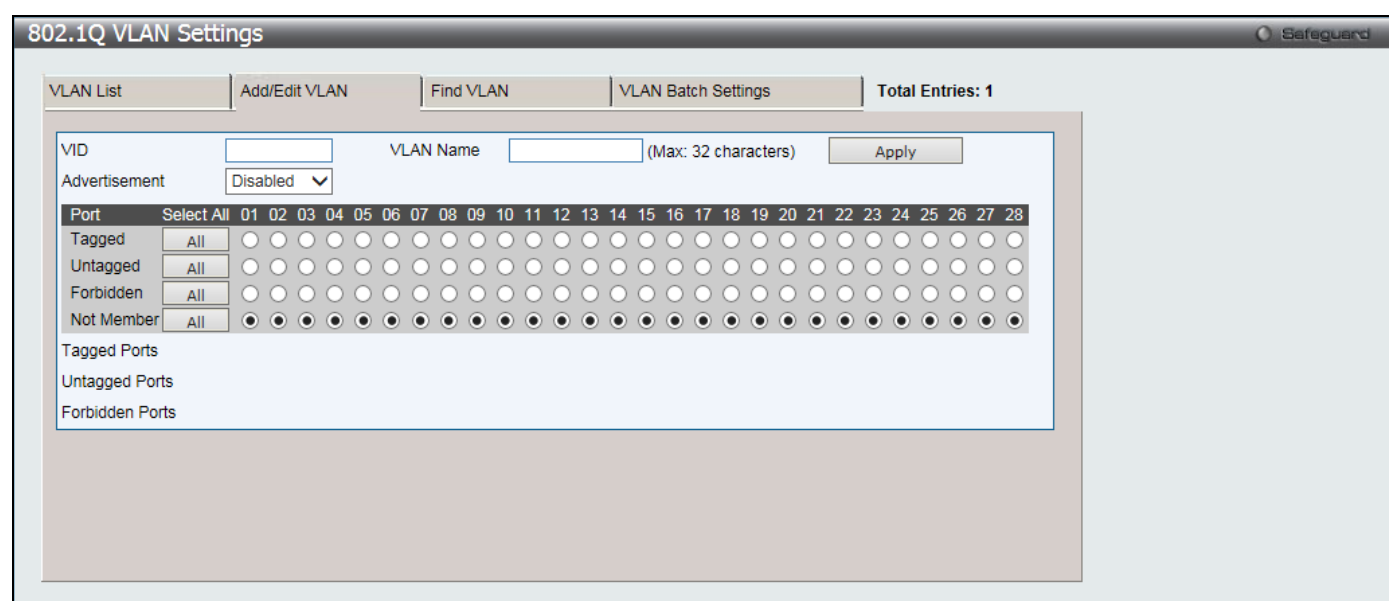 802.1Q VLAN Settings Safeguard
VLAN List Add/Edit VLAN Find VLAN VLAN Batch Settings Total Entries: 1
VID VLAN Name (Max: 32 characters) Apply
Advertisement Disabled
Port Select All 01 02 03 04 05 06 07 08 09 10 11 12 13 14 15 16 17 18 19 20 21 22 23 24 25 26 27 28
Tagged All
Untagged All
Forbidden All
Not Member All
Tagged Ports
Untagged Ports
Forbidden Ports